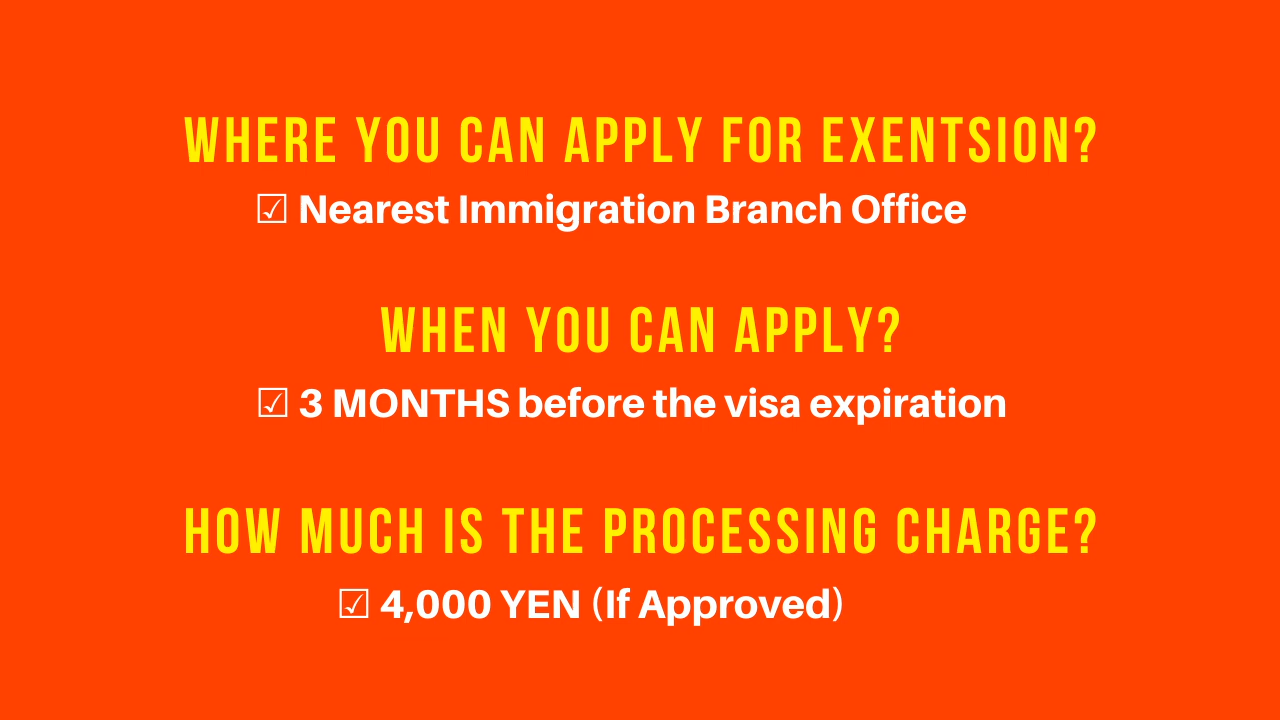 WHERE YOU CAN APPLY FOR EXENTSION?
☑ Nearest Immigration Branch Office
WHEN YOU CAN APPLY?
☑ 3 MONTHS before the visa expiration
HOW MUCH IS THE PROCESSING CHARGE?
☑ 4,000 YEN (If Approved)